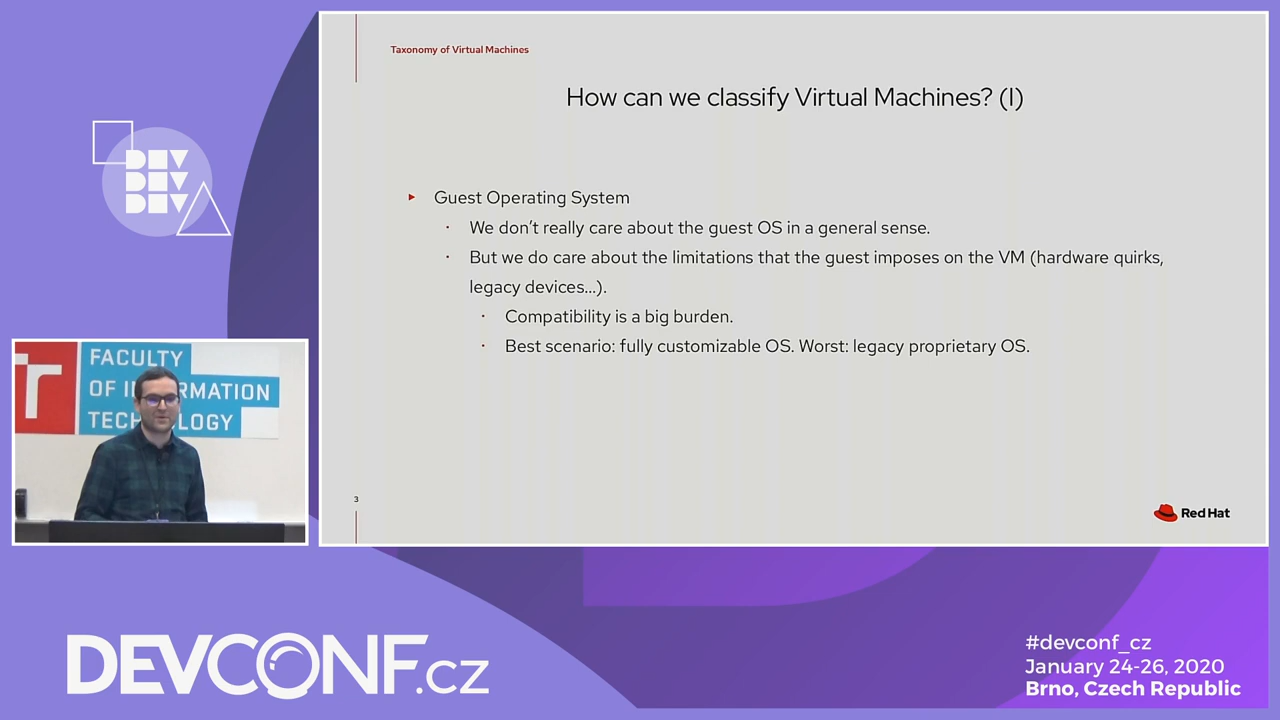 Taxonomy of Virtual Machines
How can we classify Virtual Machines? (I)
▸ Guest Operating System
· We don't really care about the guest OS in a general sense.
· But we do care about the limitations that the guest imposes on the VM (hardware quirks,
legacy devices...).
· Compatibility is a big burden.
· Best scenario: fully customizable OS. Worst: legacy proprietary OS.
3
Red Hat
DEV
DEV
DEV
FACULTY
OF INFORMATION
TECHNOLOGY
DEVCONF.cz
#devconf_cz
January 24-26, 2020
Brno, Czech Republic